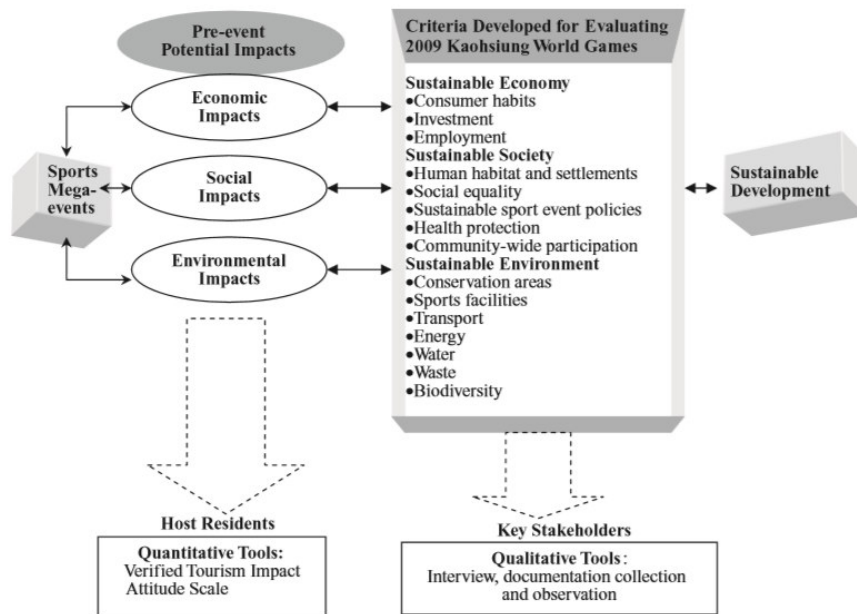 Pre-event
Potential Impacts
Economic
Impacts
Social
Impacts
Environmental
Impacts
Sports
Mega-
events
Criteria Developed for Evaluating
2009 Kaohsiung World Games
Sustainable Economy
•Consumer habits
•Investment
•Employment
Sustainable Society
•Human habitat and settlements
•Social equality
•Sustainable sport event policies
•Health protection
•Community-wide participation
Sustainable Environment
•Conservation areas
•Sports facilities
•Transport
•Energy
•Water
•Waste
•Biodiversity
Sustainable
Development
Host Residents
Quantitative Tools:
Verified Tourism Impact
Attitude Scale
Key Stakeholders
Qualitative Tools:
Interview, documentation collection
and observation